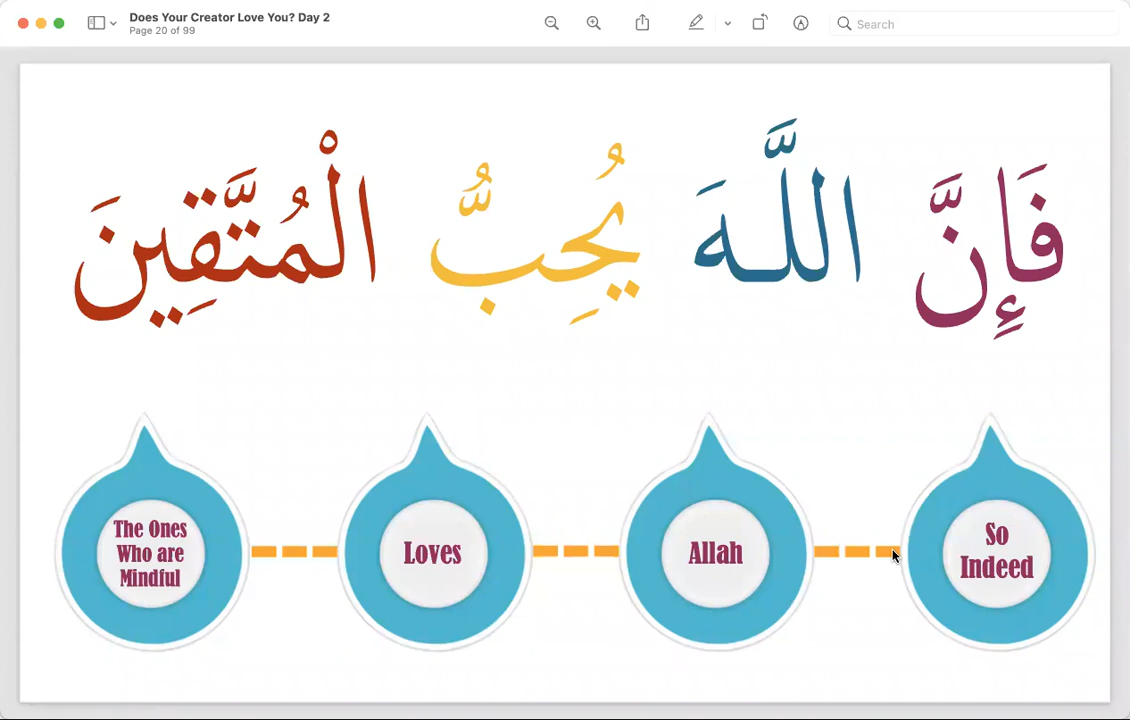 Does Your Creator Love You? Day 2
Page 20 of 99
Search
فَإِنَّ اللَّهَ يُحِبُّ الْمُتَّقِينَ
The Ones
Who are
Mindful
Loves
Allah
So
Indeed